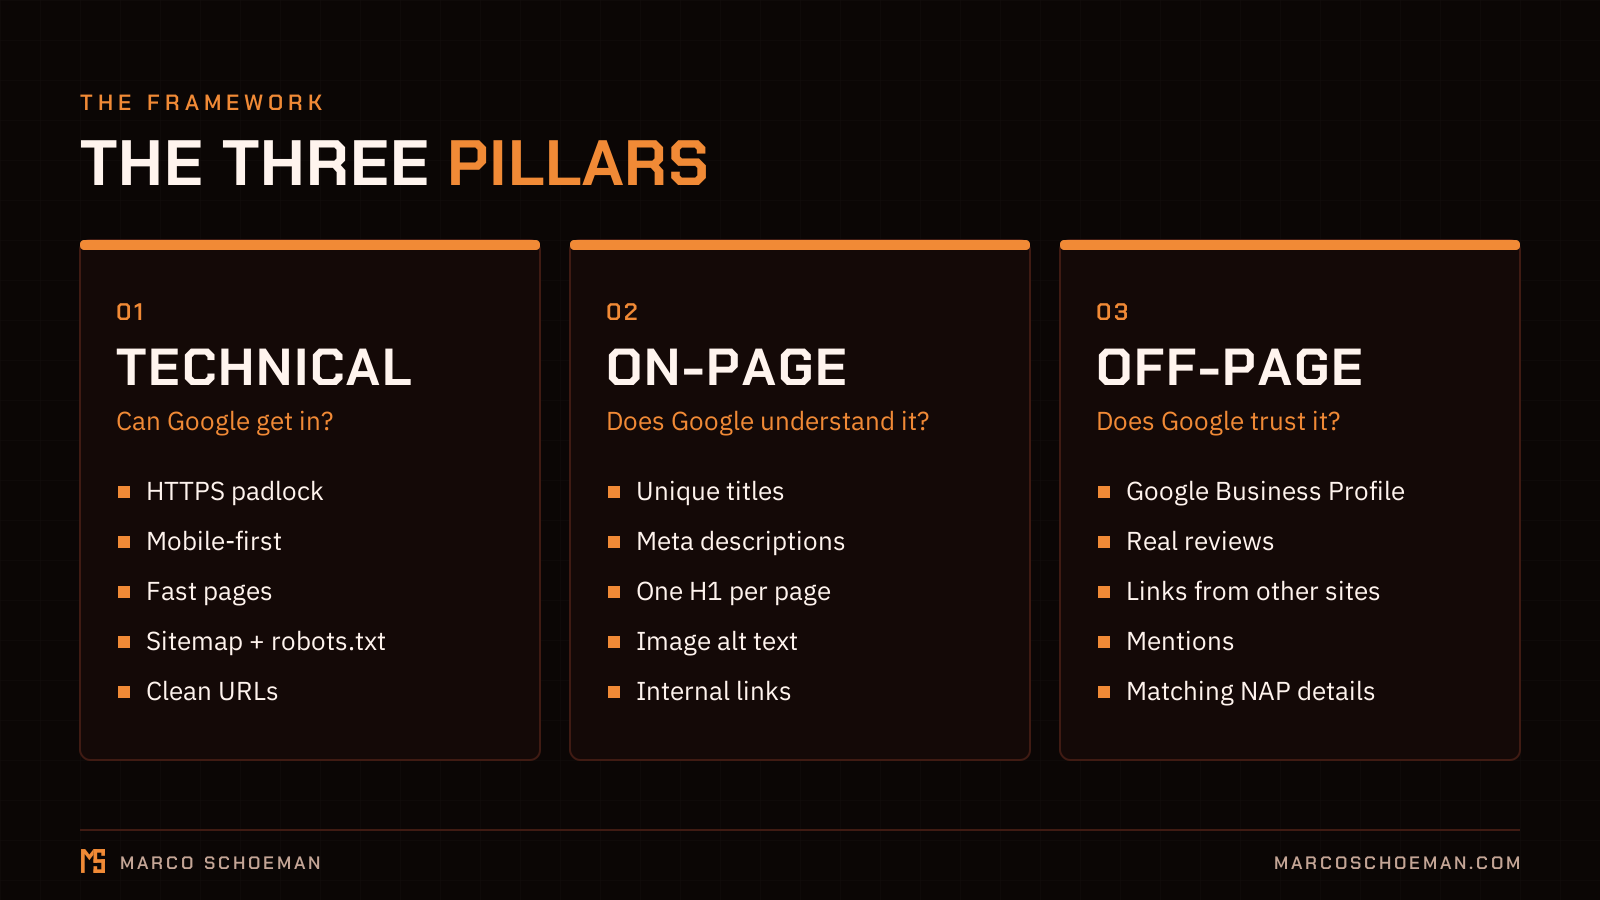 THE FRAMEWORK
THE THREE PILLARS
01
TECHNICAL
Can Google get in?
HTTPS padlock
Mobile-first
Fast pages
Sitemap + robots.txt
Clean URLs
02
ON-PAGE
Does Google understand it?
Unique titles
Meta descriptions
One H1 per page
Image alt text
Internal links
03
OFF-PAGE
Does Google trust it?
Google Business Profile
Real reviews
Links from other sites
Mentions
Matching NAP details
MS MARCO SCHOEMAN
MARCOSCHOEMAN.COM